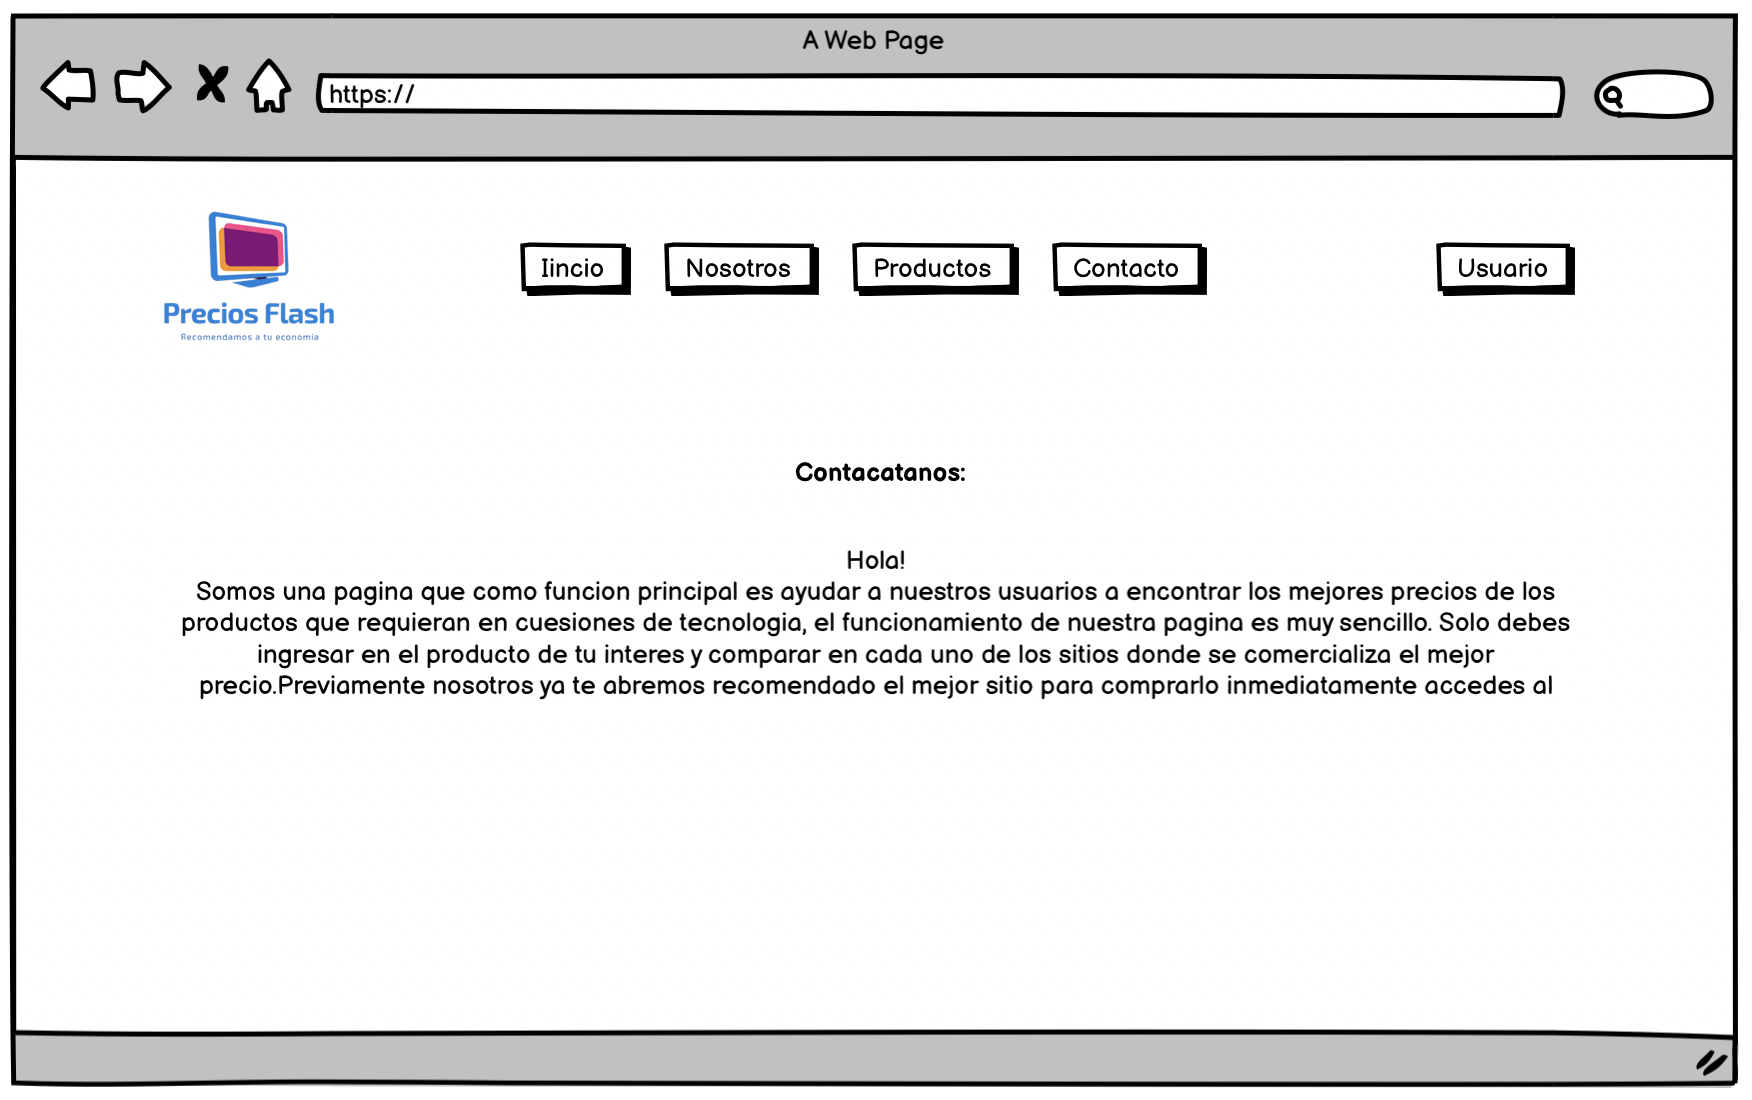 A Web Page
https://
Precios Flash
Recomendamos a tu economia
Iincio
Nosotros
Productos
Contacto
Usuario
Contacatanos:
Hola!
Somos una pagina que como funcion principal es ayudar a nuestros usuarios a encontrar los mejores precios de los
productos que requieran en cuesiones de tecnologia, el funcionamiento de nuestra pagina es muy sencillo. Solo debes
ingresar en el producto de tu interes y comparar en cada uno de los sitios donde se comercializa el mejor
precio.Previamente nosotros ya te abremos recomendado el mejor sitio para comprarlo inmediatamente accedes al